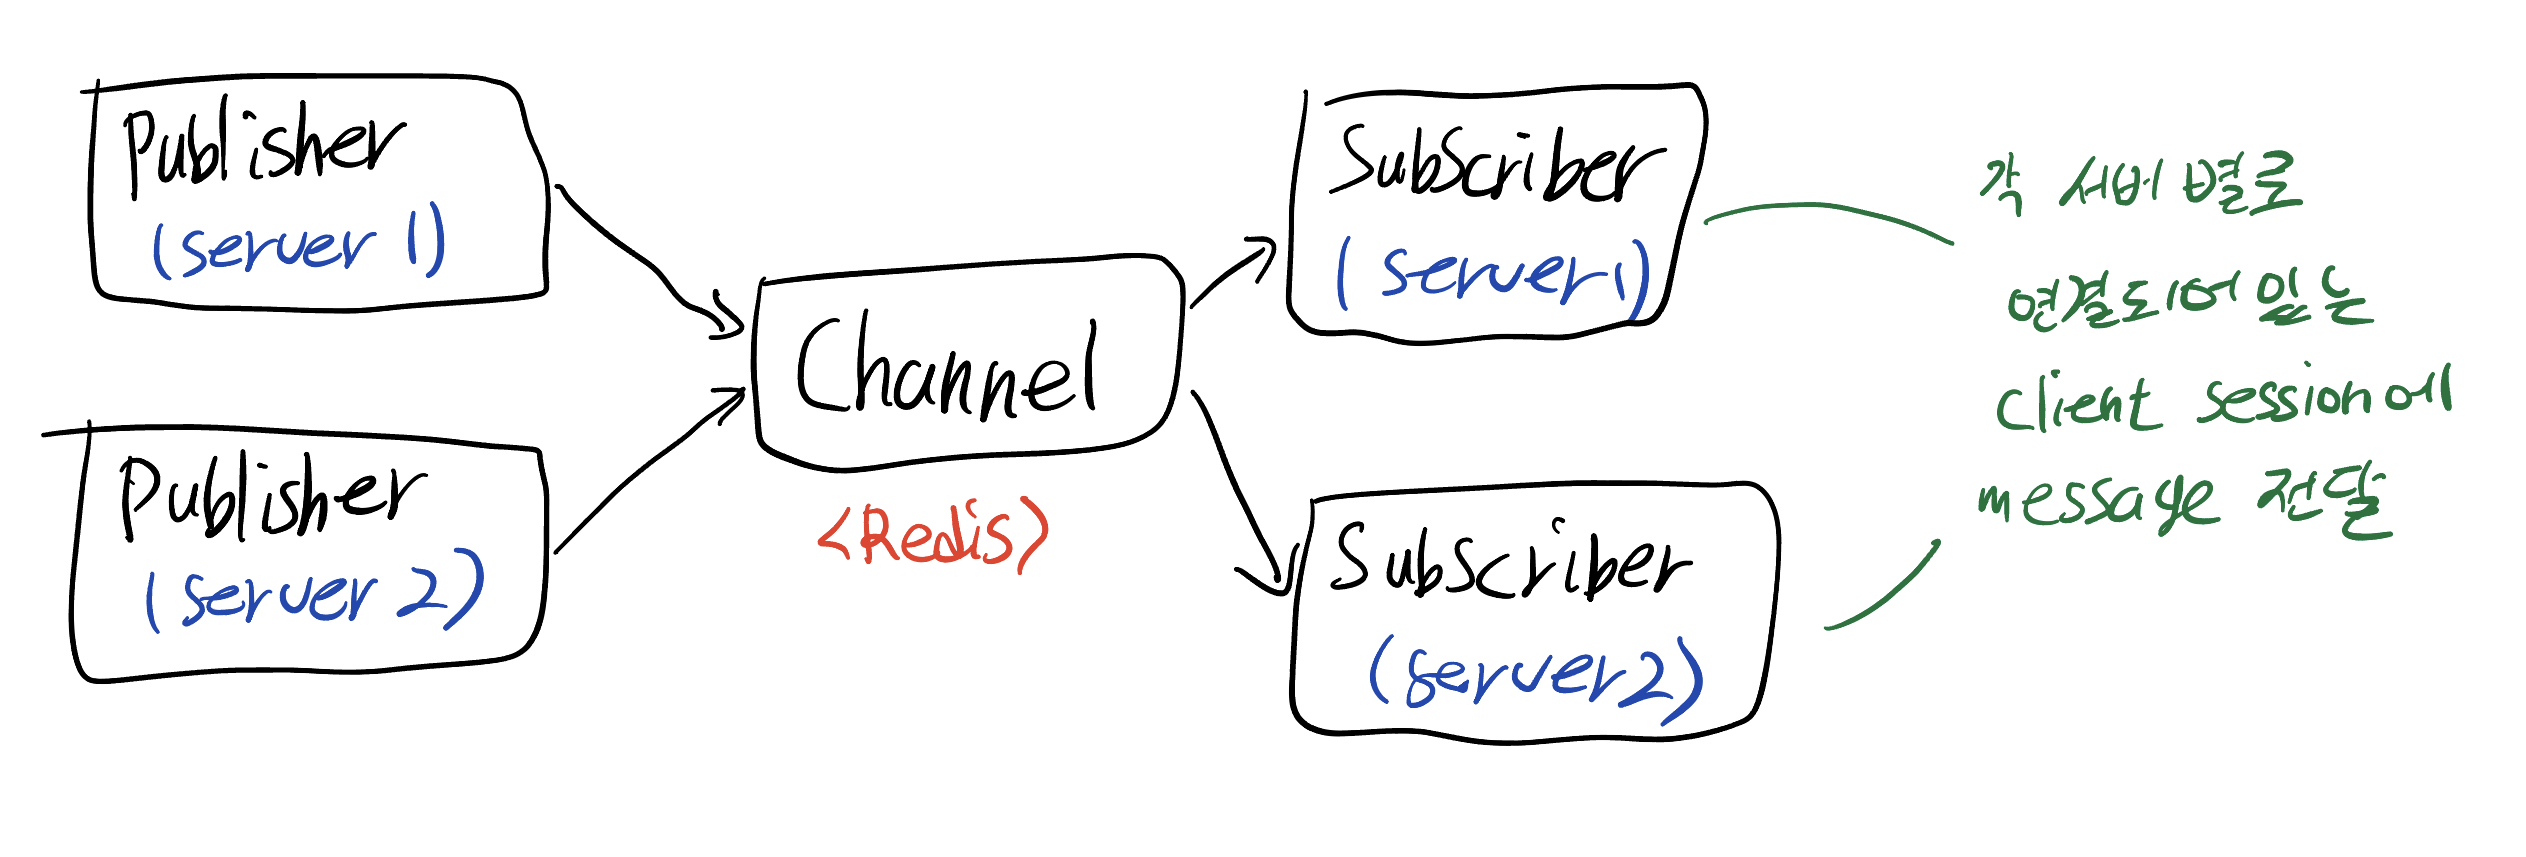 Publisher
(server 1)
Publisher
(server 2)
Channel
<Redis>
Subscriber
(server1)
Subscriber
(server2)
각 서버 별로
연결되어 있는
client session에
message 전달